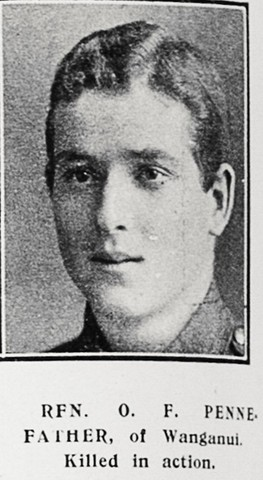 RFN. O. F. PENNE-
FATHER, of Wanganui.
Killed in action.